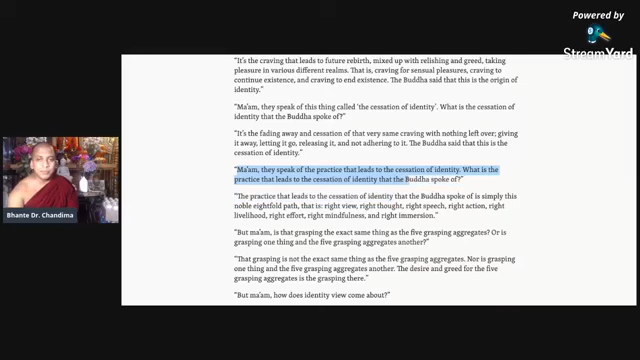 Powered by
StreamYard
"It's the craving that leads to future rebirth, mixed up with relishing and greed, taking
pleasure in various different realms. That is, craving for sensual pleasures, craving to
continue existence, and craving to end existence. The Buddha said that this is the origin of
identity."
"Ma'am, they speak of this thing called 'the cessation of identity'. What is the cessation of
identity that the Buddha spoke of?"
"It's the fading away and cessation of that very same craving with nothing left over; giving
it away, letting it go, releasing it, and not adhering to it. The Buddha said that this is the
cessation of identity."
"Ma'am, they speak of the practice that leads to the cessation of identity. What is the
practice that leads to the cessation of identity that the Buddha spoke of?"
"The practice that leads to the cessation of identity that the Buddha spoke of is simply this
noble eightfold path, that is: right view, right thought, right speech, right action, right
livelihood, right effort, right mindfulness, and right immersion."
"But ma'am, is that grasping the exact same thing as the five grasping aggregates? Or is
grasping one thing and the five grasping aggregates another?"
"That grasping is not the exact same thing as the five grasping aggregates. Nor is grasping
one thing and the five grasping aggregates another. The desire and greed for the five
grasping aggregates is the grasping there."
"But ma'am, how does identity view come about?"
Bhante Dr. Chandima